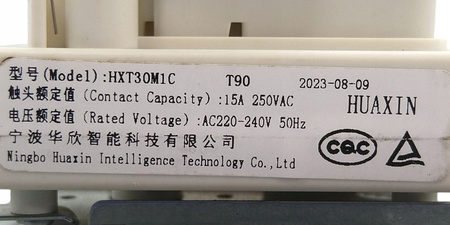 型号(Model):HXT30M1C T90 2023-08-09
触头额定值(Contact Capacity):15A 250VAC HUAXIN
电压额定值(Rated Voltage):AC220-240V 50Hz
宁波华欣智能科技有限公司 CQC
Ningbo Huaxin Intelligence Technology Co.,Ltd